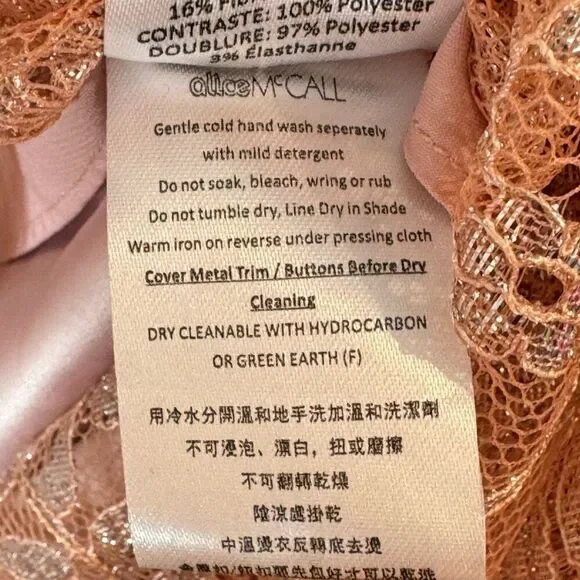 16%
CONTRASTE: 100% Polyester
DOUBLURE: 97% Polyester
3% Élasthanne
alice McCALL
Gentle cold hand wash seperately
with mild detergent
Do not soak, bleach, wring or rub
Do not tumble dry, Line Dry in Shade
Warm iron on reverse under pressing cloth
Cover Metal Trim / Buttons Before Dry
Cleaning
DRY CLEANABLE WITH HYDROCARBON
OR GREEN EARTH (F)
用冷水分開溫和地手洗加溫和洗潔劑
不可浸泡、漂白，扭或磨擦
不可翻轉乾燥
陰涼處掛乾
中溫燙衣反轉底去燙